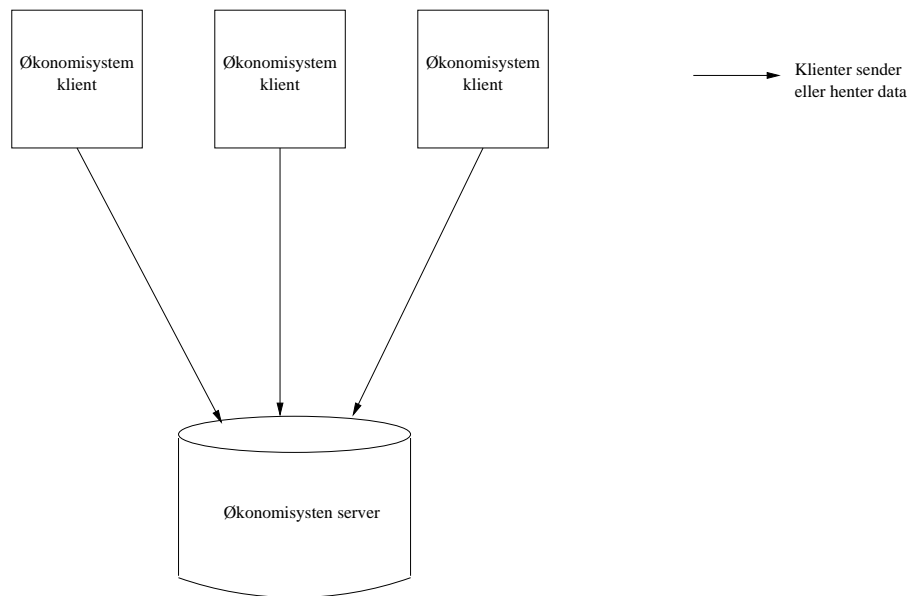 Økonomisystem
klient
Økonomisystem
klient
Økonomisystem
klient
Klienter sender
eller henter data
Økonomisysten server